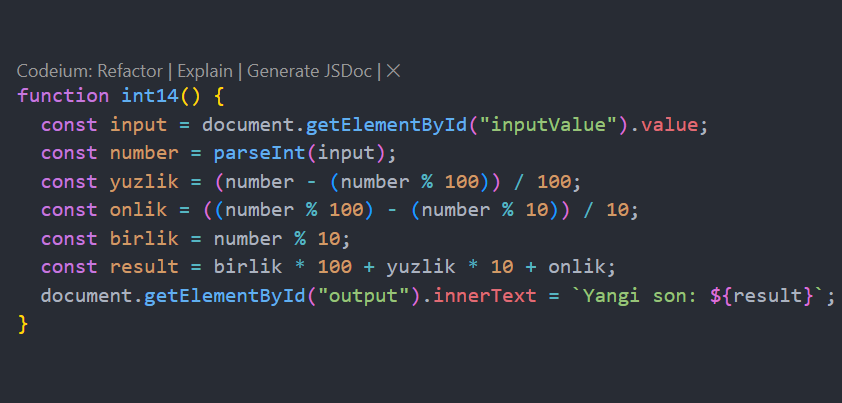 Codeium: Refactor | Explain | Generate JSDoc | ×
function int14() {
  const input = document.getElementById("inputValue").value;
  const number = parseInt(input);
  const yuzlik = (number - (number % 100)) / 100;
  const onlik = ((number % 100) - (number % 10)) / 10;
  const birlik = number % 10;
  const result = birlik * 100 + yuzlik * 10 + onlik;
  document.getElementById("output").innerText = `Yangi son: ${result}`;
}